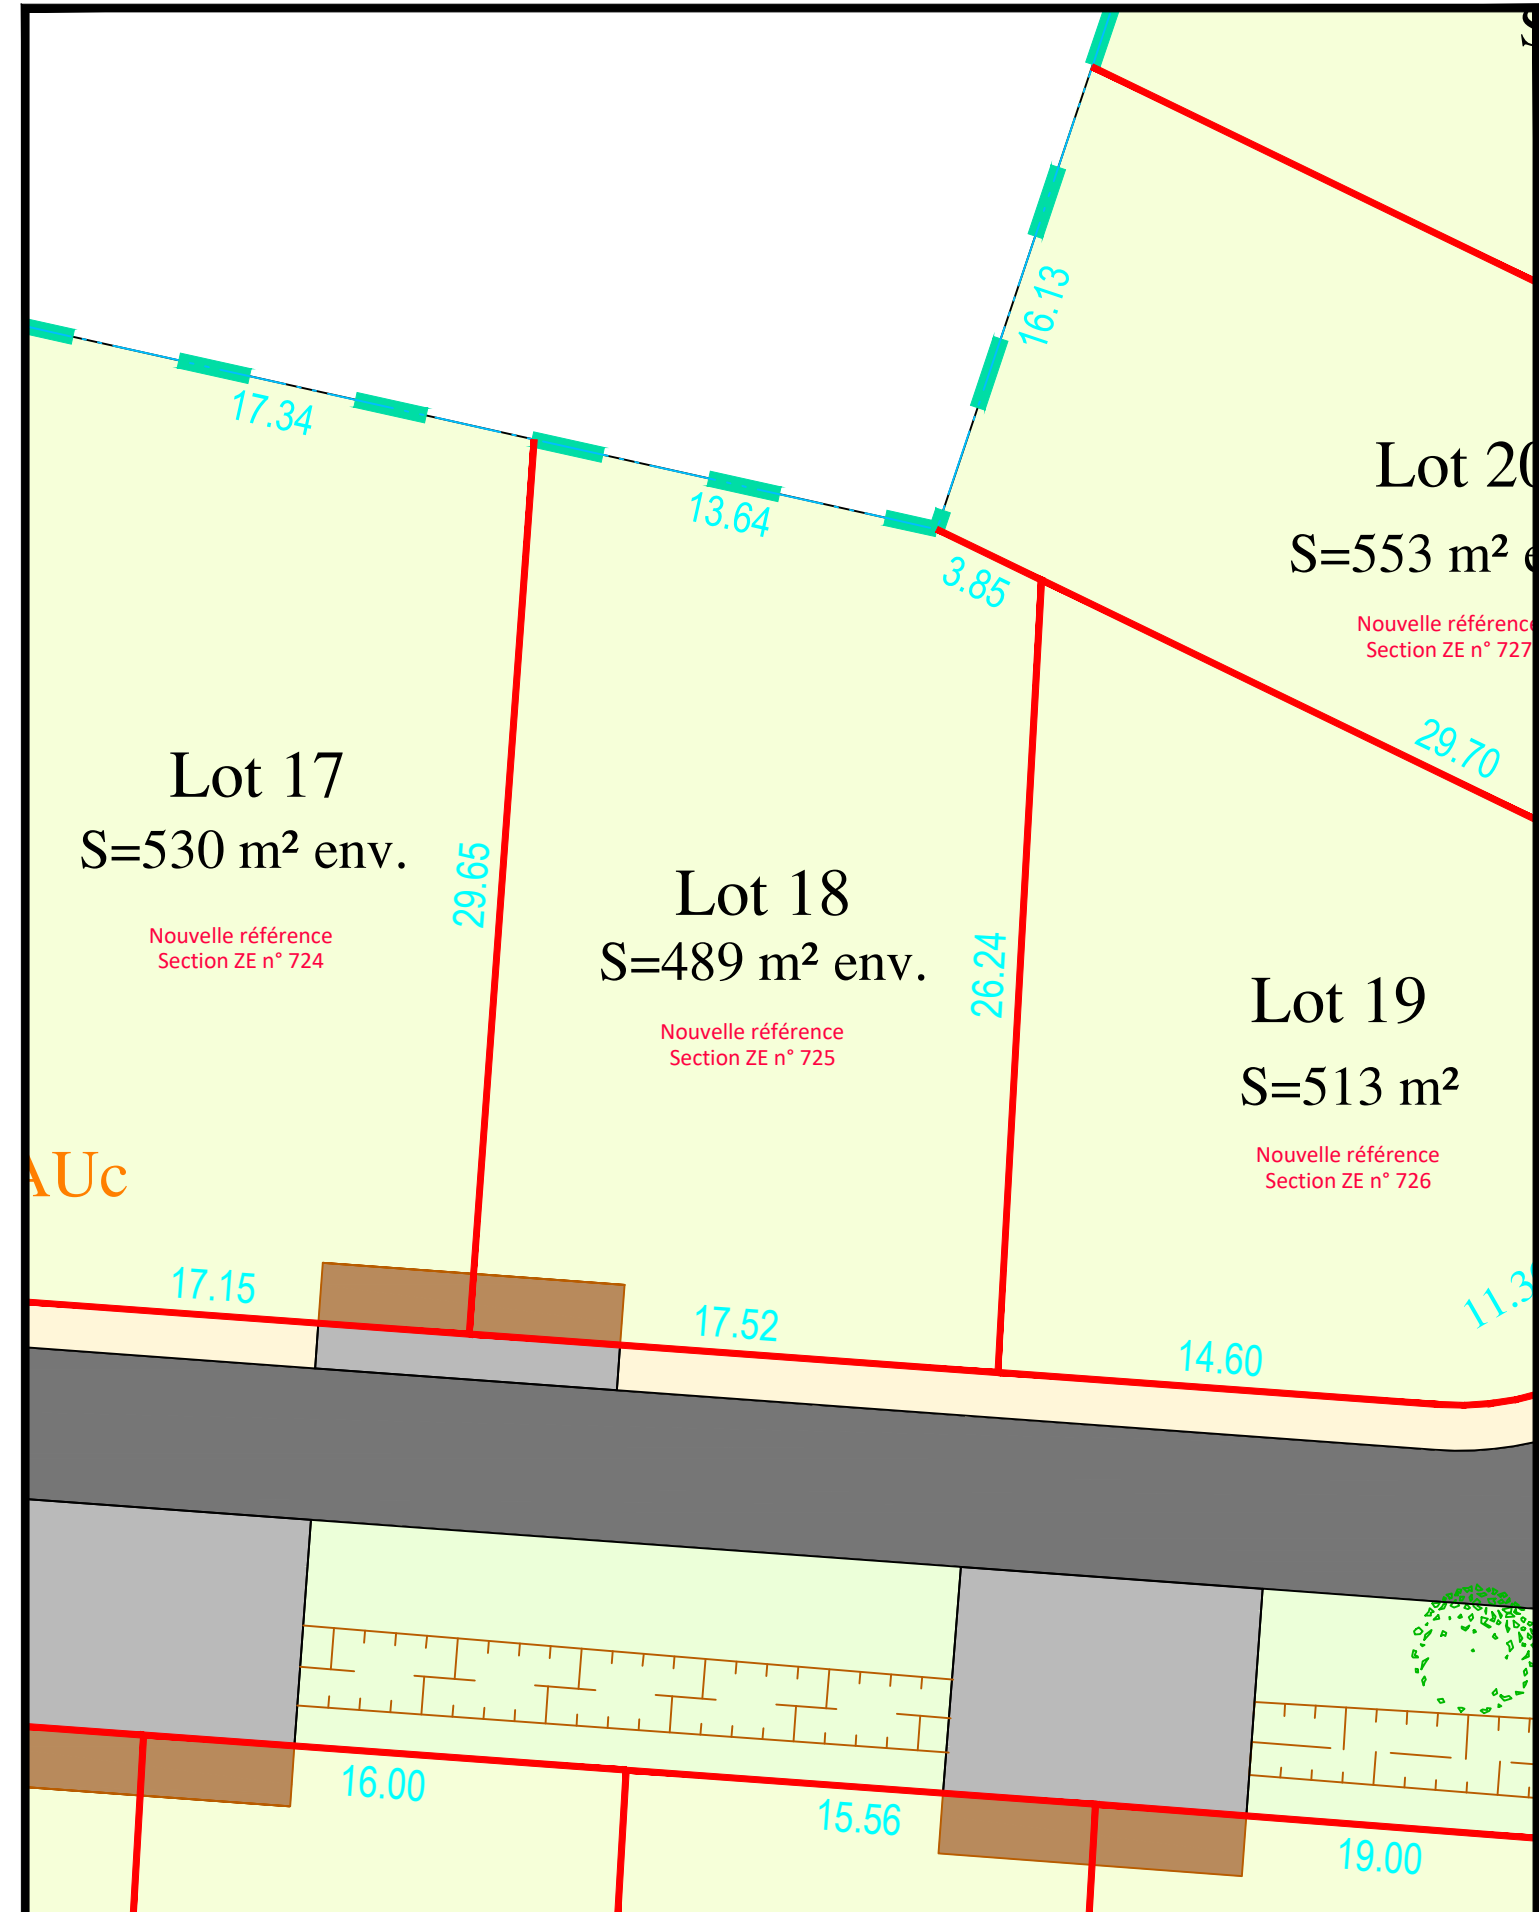 16.13
17.34
13.64
3.85
Lot 20
S=553 m²
Nouvelle référence
Section ZE n° 727
29.70
Lot 17
S=530 m² env.
Nouvelle référence
Section ZE n° 724
29.65
Lot 18
S=489 m² env.
Nouvelle référence
Section ZE n° 725
26.24
Lot 19
S=513 m²
Nouvelle référence
Section ZE n° 726
AUc
17.15
17.52
14.60
16.00
15.56
19.00